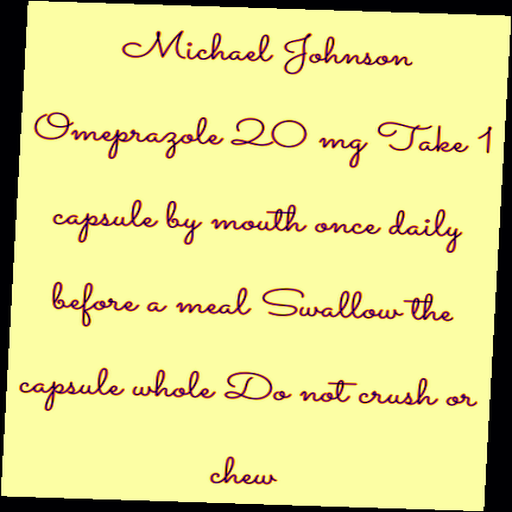 Michael Johnson
Omeprazole 20 mg Take 1
capsule by mouth once daily
before a meal Swallow the
capsule whole Do not crush or
chew